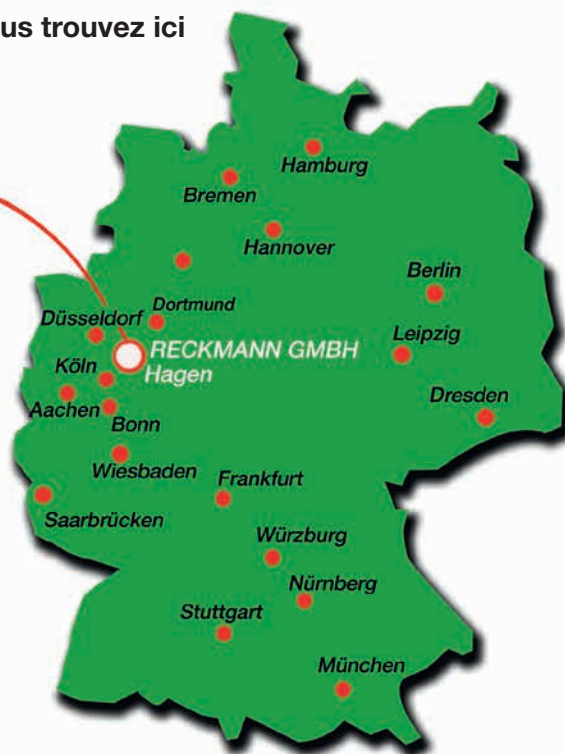 us trouvez ici
Hamburg
Bremen
Hannover
Berlin
Dortmund
Düsseldorf
Leipzig
RECKMANN GMBH
Hagen
Köln
Dresden
Aachen
Bonn
Wiesbaden
Frankfurt
Saarbrücken
Würzburg
Nürnberg
Stuttgart
München